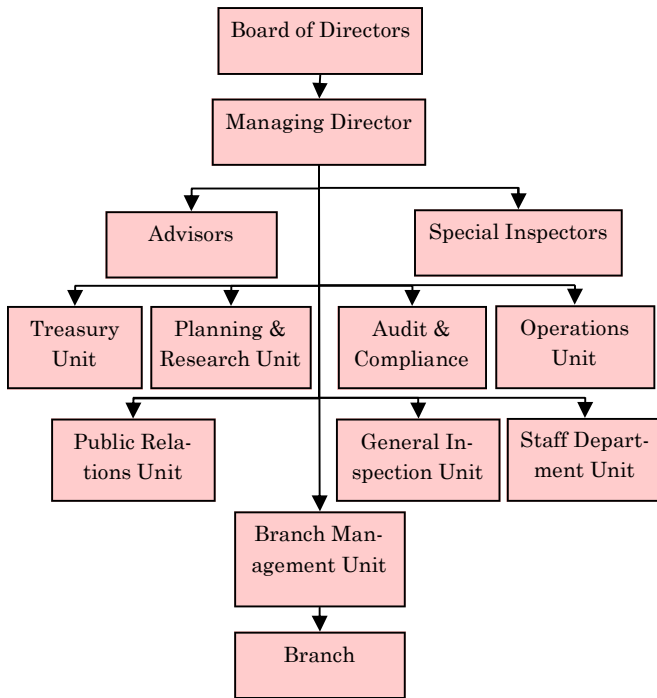 Board of Directors
Managing Director
Advisors
Special Inspectors
Treasury
Unit
Planning &
Research Unit
Audit &
Compliance
Operations
Unit
Public Rela-
tions Unit
General In-
spection Unit
Staff Depart-
ment Unit
Branch Man-
agement Unit
Branch